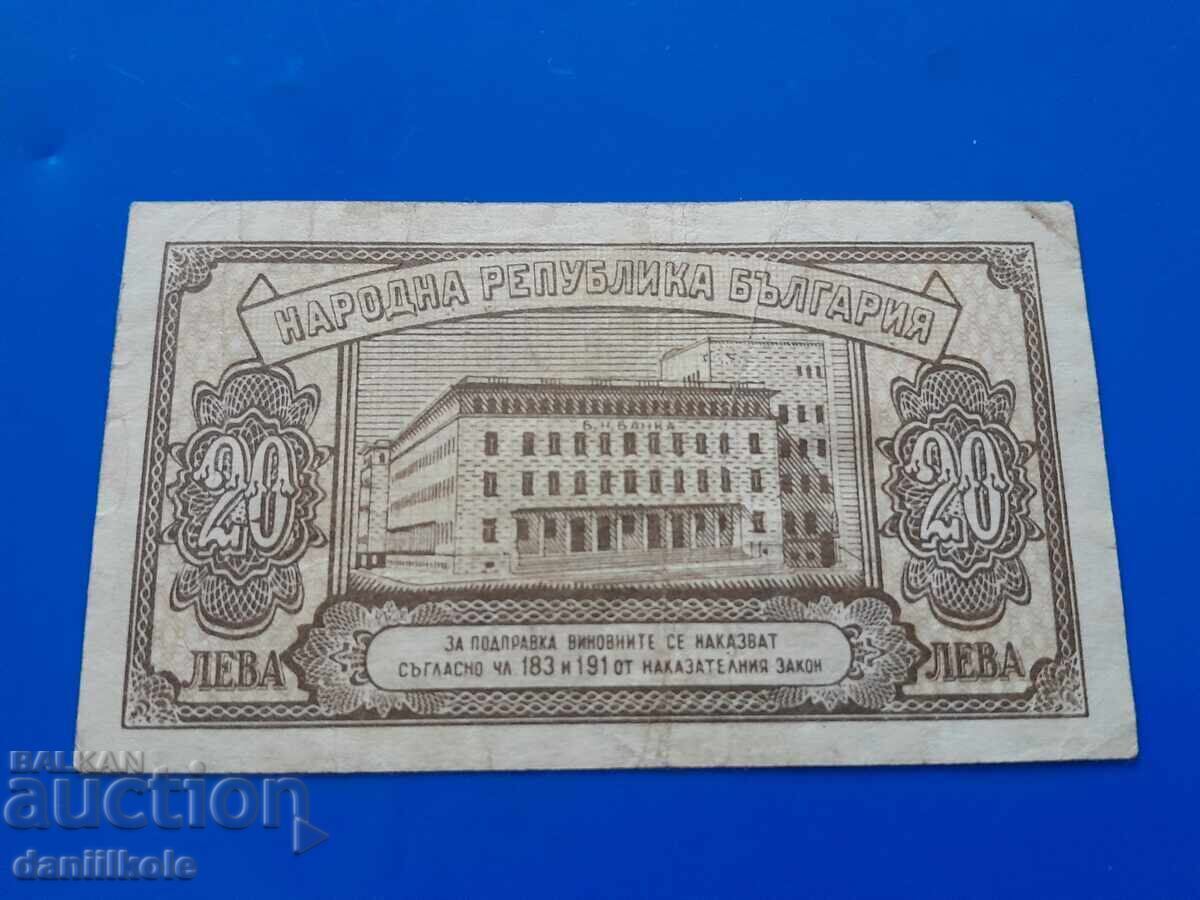 НАРОДНА РЕПУБЛИКА БЪЛГАРИЯ
Б. Н. БАНКА
20
20
ЛЕВА
ЛЕВА
ЗА ПОДПРАВКА ВИНОВНИТЕ СЕ НАКАЗВАТ
СЪГЛАСНО ЧЛ. 183 И 191 ОТ НАКАЗАТЕЛНИЯ ЗАКОН
BALKAN
auction
daniilkole